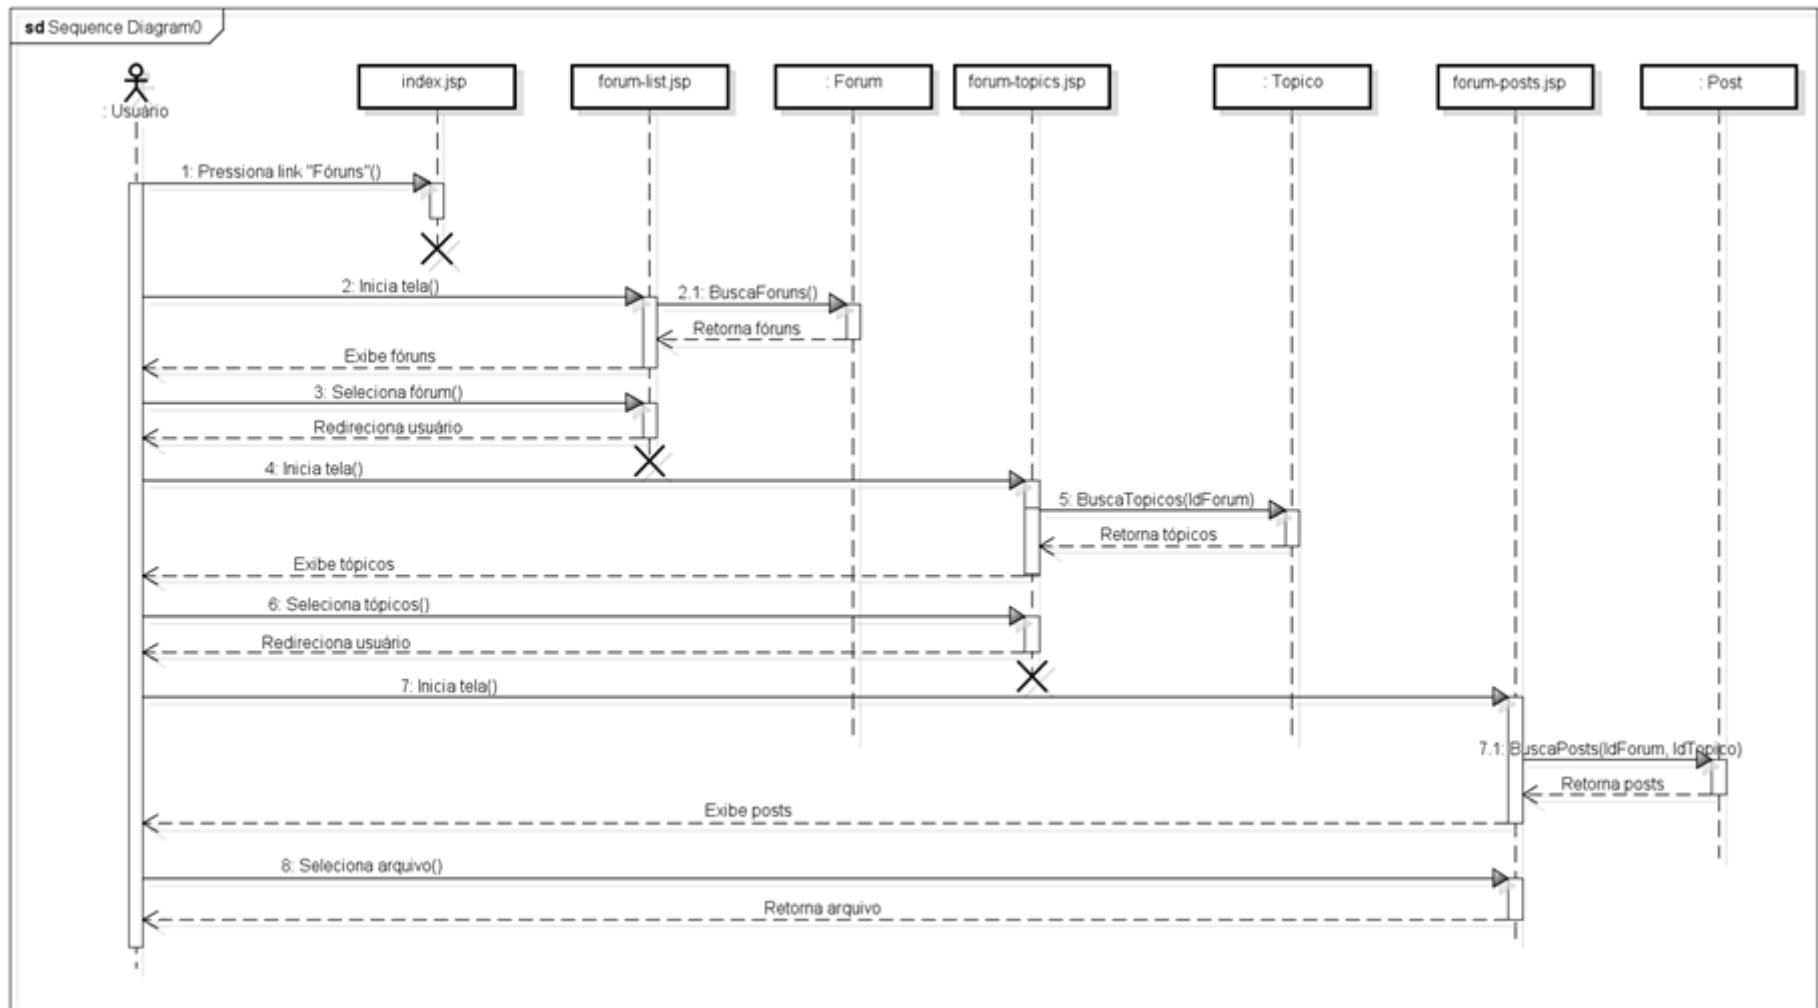 sd Sequence Diagram0
: Usuário
index.jsp
forum-list.jsp
: Forum
forum-topics.jsp
: Topico
forum-posts.jsp
: Post
1: Pressiona link "Fóruns"()
2: Inicia tela()
2.1: BuscaForuns()
Retorna fóruns
Exibe fóruns
3: Seleciona fórum()
Redireciona usuário
4: Inicia tela()
5: BuscaTopicos(IdForum)
Retorna tópicos
Exibe tópicos
6: Seleciona tópicos()
Redireciona usuário
7: Inicia tela()
7.1: BuscaPosts(IdForum, IdTopico)
Retorna posts
Exibe posts
8: Seleciona arquivo()
Retorna arquivo